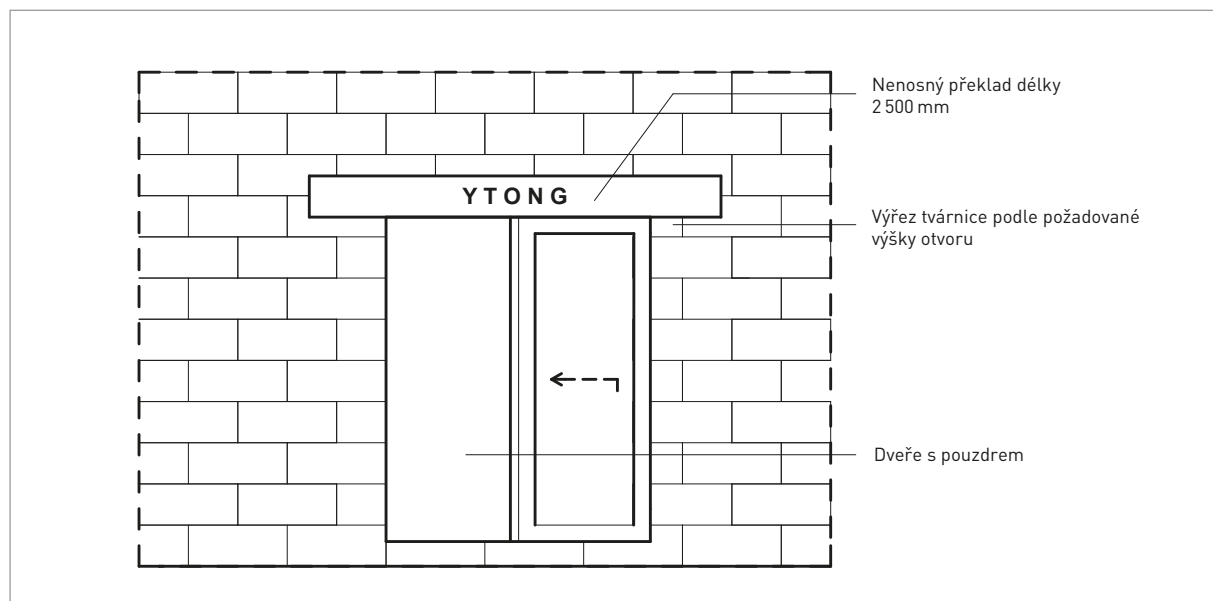 Nenosný překlad délky
2 500 mm
YTONG
Výřez tvárnice podle požadované
výšky otvoru
Dveře s pouzdrem